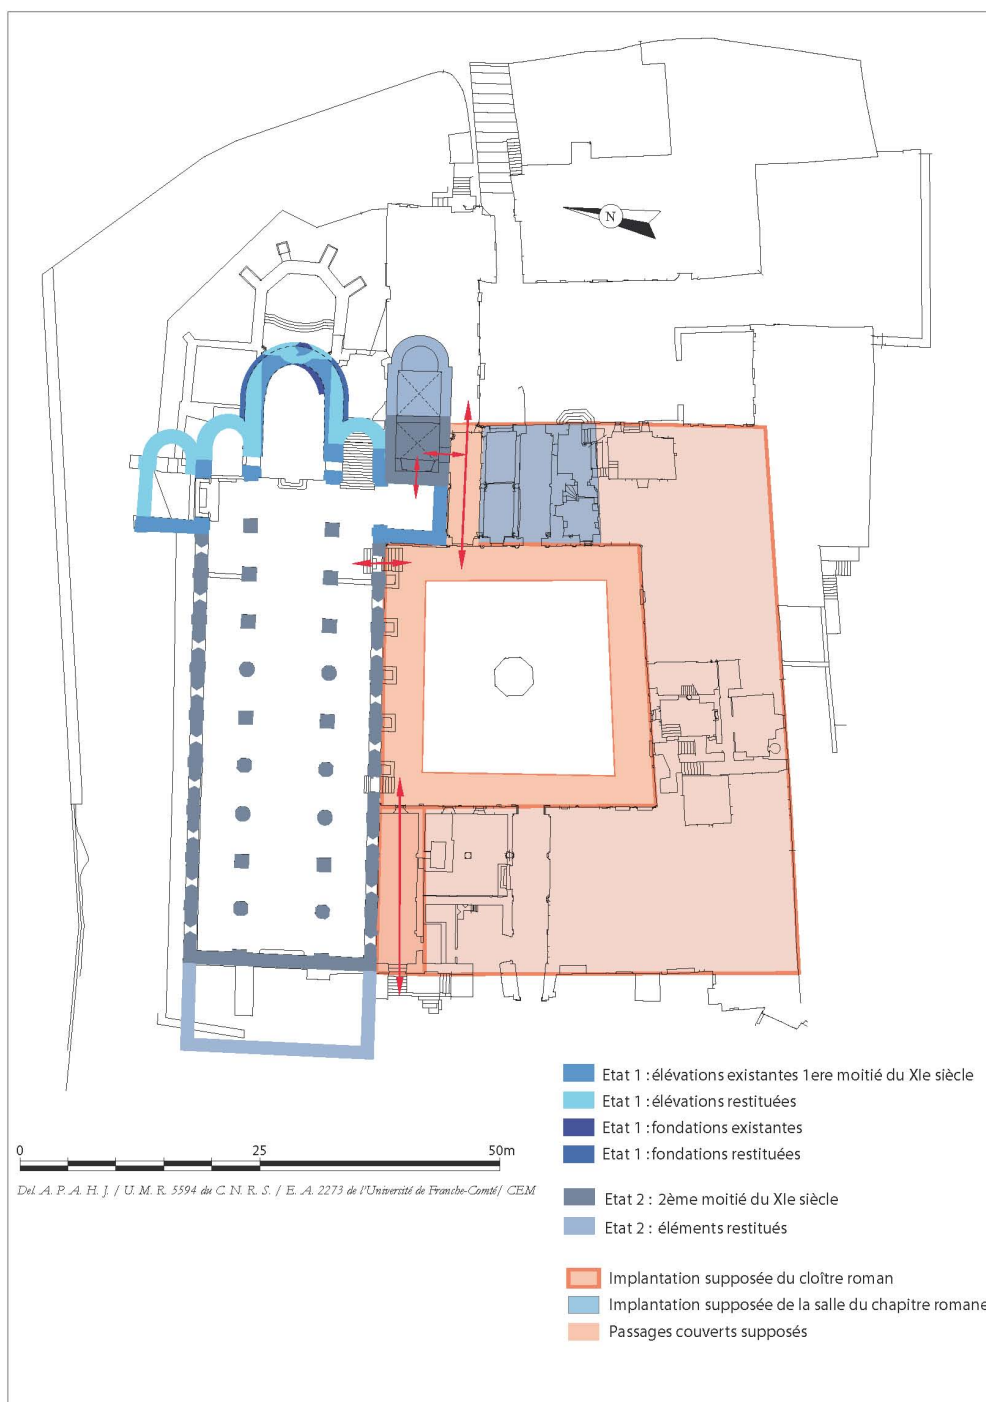 N
Etat 1 : élévations existantes 1ere moitié du XIe siècle
Etat 1 : élévations restituées
Etat 1 : fondations existantes
Etat 1 : fondations restituées
0 25 50m
Del. A. P. A. H. J. / U. M. R. 5594 du C. N. R. S. / E. A. 2273 de l'Université de Franche-Comté / CEM
Etat 2 : 2ème moitié du XIe siècle
Etat 2 : éléments restitués
Implantation supposée du cloître roman
Implantation supposée de la salle du chapitre romane
Passages couverts supposés